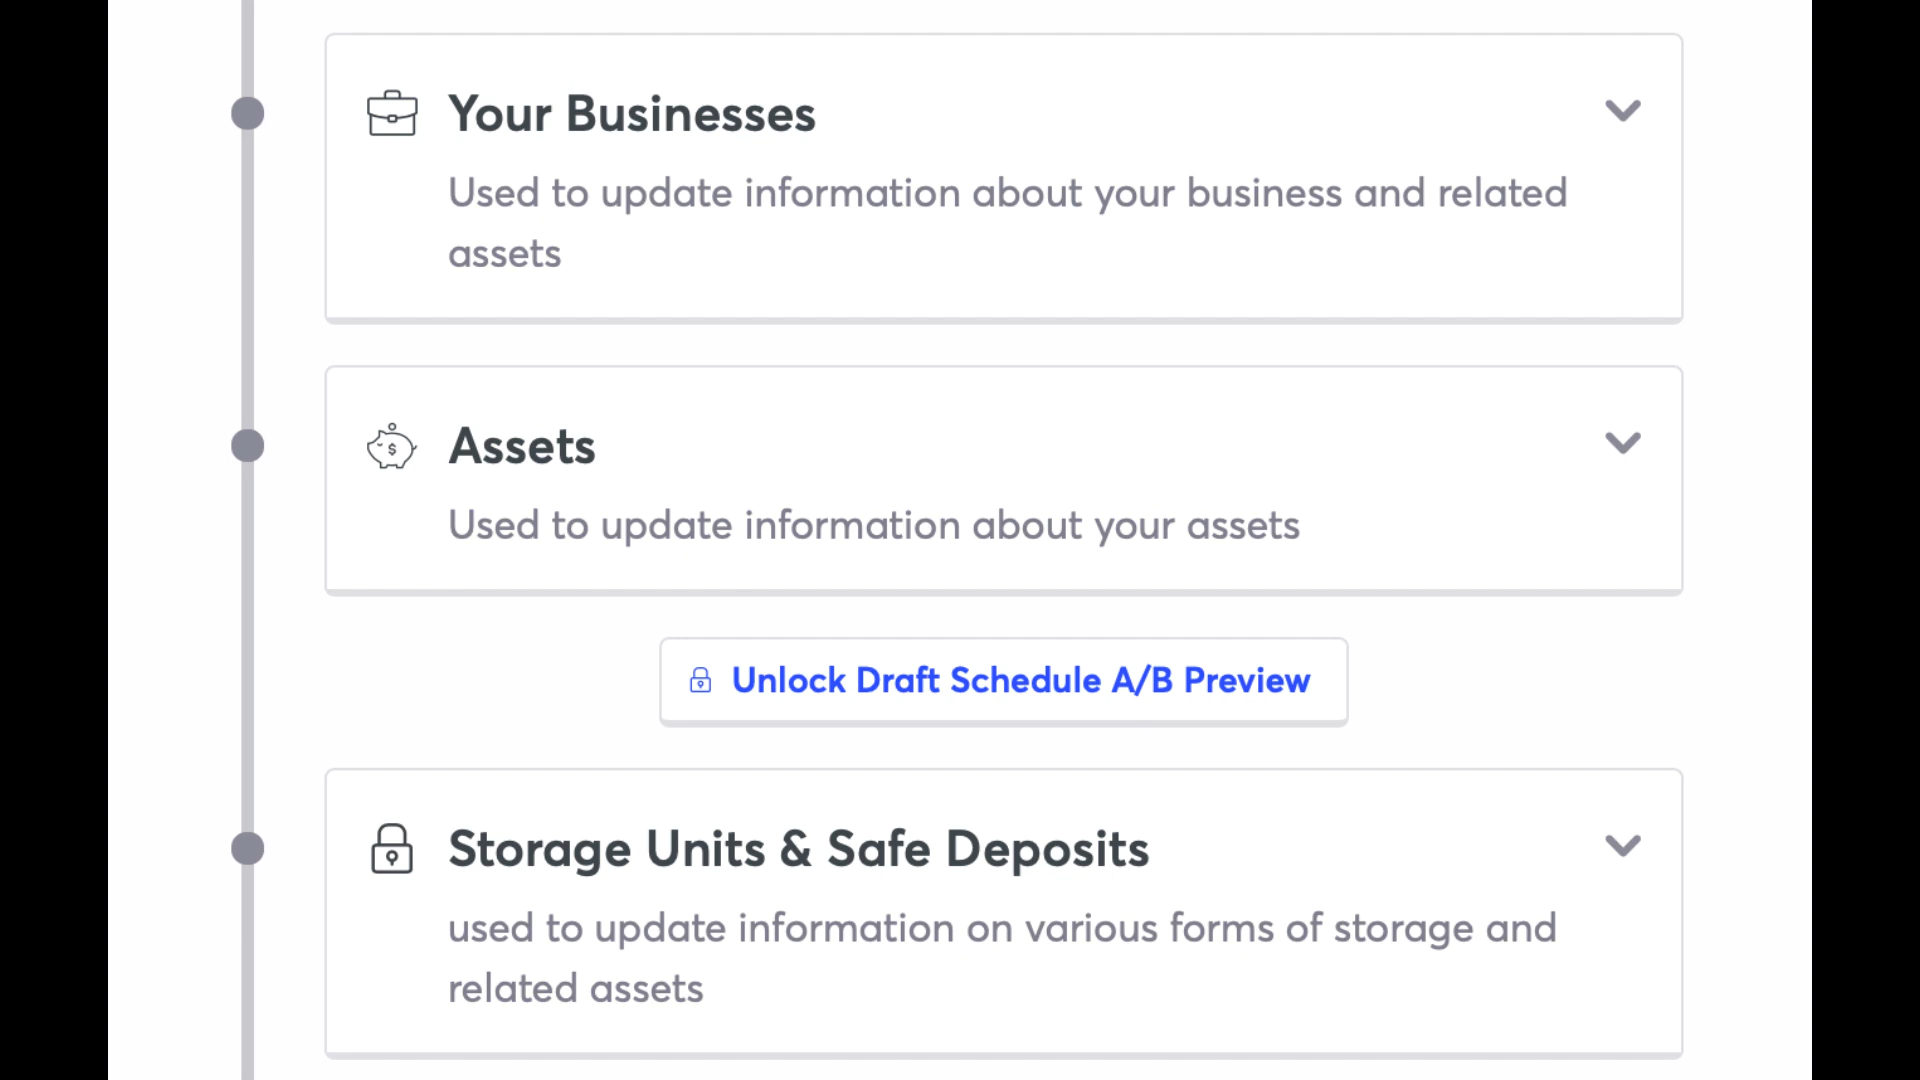 Your Businesses
Used to update information about your business and related
assets
Assets
Used to update information about your assets
Unlock Draft Schedule A/B Preview
Storage Units & Safe Deposits
used to update information on various forms of storage and
related assets